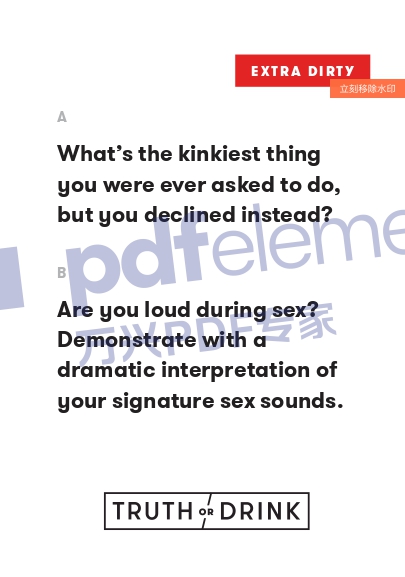 EXTRA DIRTY
立刻移除水印
A
What’s the kinkiest thing
you were ever asked to do,
but you declined instead?
pdfeleme
B
Are you loud during sex?
万兴PDF专家
Demonstrate with a
dramatic interpretation of
your signature sex sounds.
TRUTH OR DRINK